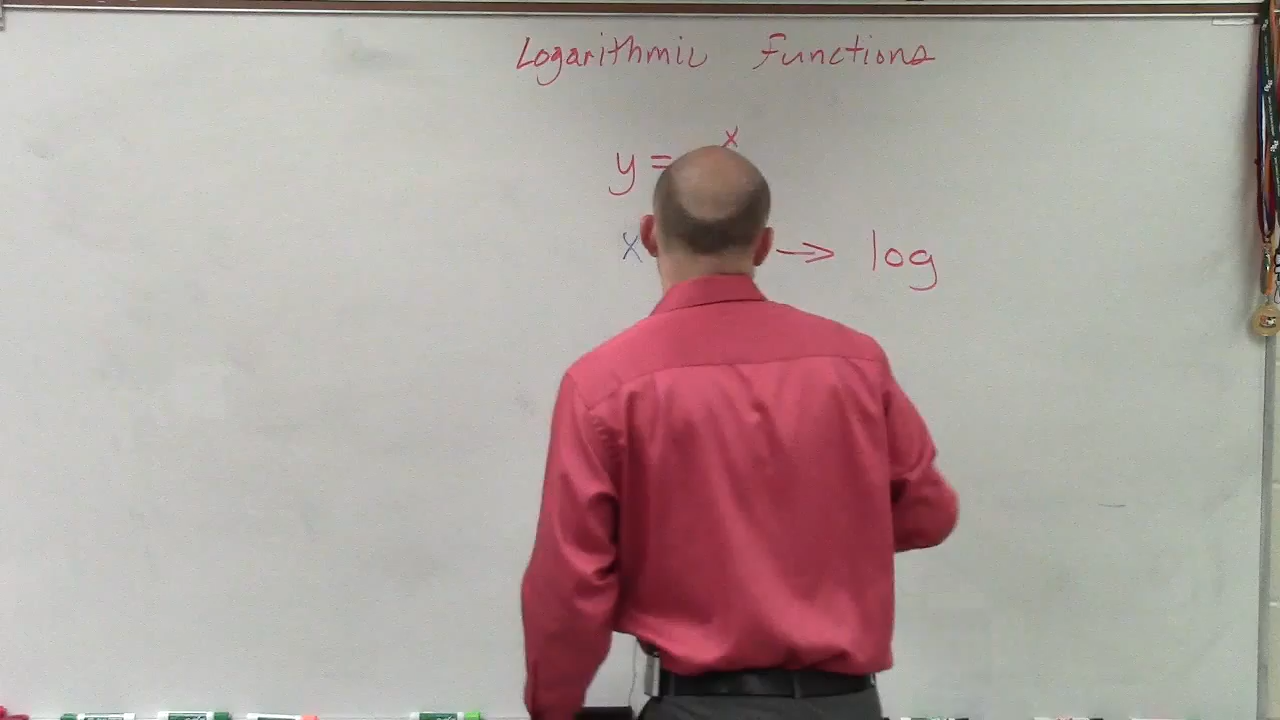 Logarithmic Functions
y = x
x → log